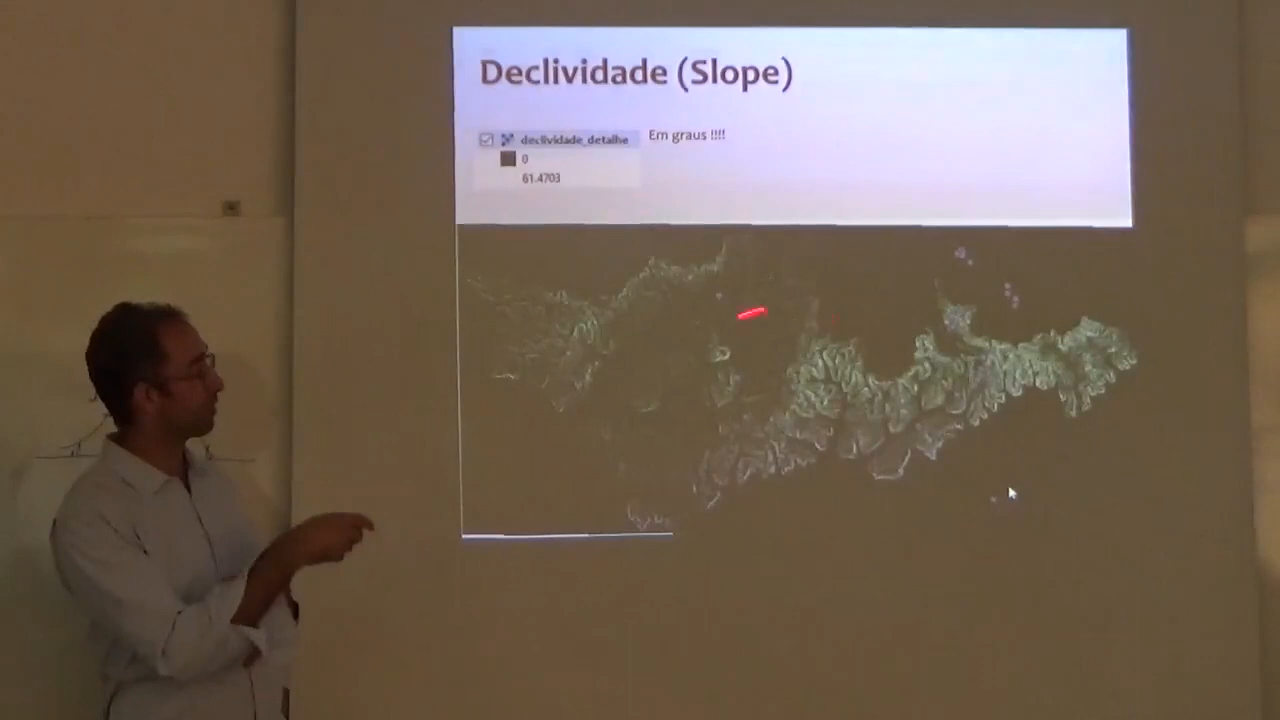 Declividade (Slope)
declividade_detalhe
Em graus !!!!
0
61.4703